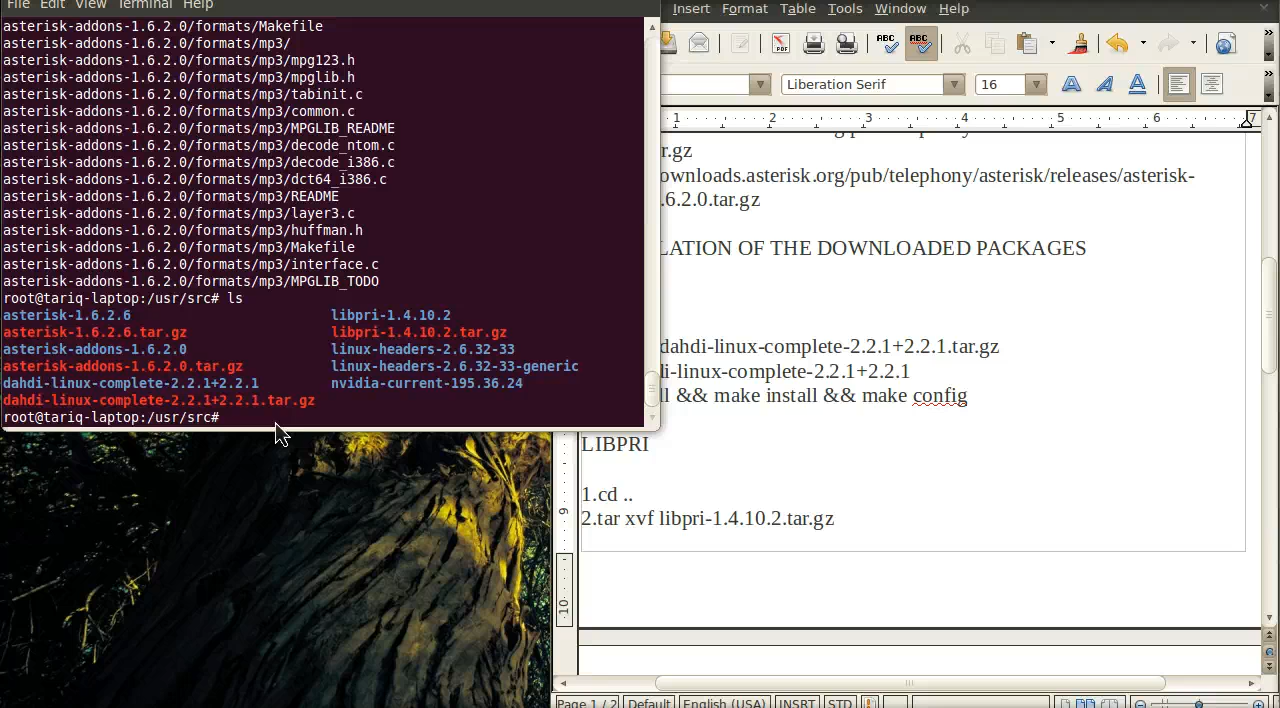 File Edit View Terminal Help
asterisk-addons-1.6.2.0/formats/Makefile
asterisk-addons-1.6.2.0/formats/mp3/
asterisk-addons-1.6.2.0/formats/mp3/mpg123.h
asterisk-addons-1.6.2.0/formats/mp3/mpglib.h
asterisk-addons-1.6.2.0/formats/mp3/tabinit.c
asterisk-addons-1.6.2.0/formats/mp3/common.c
asterisk-addons-1.6.2.0/formats/mp3/MPGLIB_README
asterisk-addons-1.6.2.0/formats/mp3/decode_ntom.c
asterisk-addons-1.6.2.0/formats/mp3/decode_i386.c
asterisk-addons-1.6.2.0/formats/mp3/dct64_i386.c
asterisk-addons-1.6.2.0/formats/mp3/README
asterisk-addons-1.6.2.0/formats/mp3/layer3.c
asterisk-addons-1.6.2.0/formats/mp3/huffman.h
asterisk-addons-1.6.2.0/formats/mp3/Makefile
asterisk-addons-1.6.2.0/formats/mp3/interface.c
asterisk-addons-1.6.2.0/formats/mp3/MPGLIB_TODO
root@tariq-laptop:/usr/src# ls
asterisk-1.6.2.6 libpri-1.4.10.2
asterisk-1.6.2.6.tar.gz libpri-1.4.10.2.tar.gz
asterisk-addons-1.6.2.0 linux-headers-2.6.32-33
asterisk-addons-1.6.2.0.tar.gz linux-headers-2.6.32-33-generic
dahdi-linux-complete-2.2.1+2.2.1 nvidia-current-195.36.24
dahdi-linux-complete-2.2.1+2.2.1.tar.gz
root@tariq-laptop:/usr/src#
Insert Format Table Tools Window Help
PDF ABC ABC
Liberation Serif 16
1 2 3 4 5 6 7
r.gz
ownloads.asterisk.org/pub/telephony/asterisk/releases/asterisk-
.6.2.0.tar.gz
LATION OF THE DOWNLOADED PACKAGES
dahdi-linux-complete-2.2.1+2.2.1.tar.gz
li-linux-complete-2.2.1+2.2.1
ll && make install && make config
LIBPRI
1.cd ..
2.tar xvf libpri-1.4.10.2.tar.gz
9
10
Page 1 / 2 Default English (USA) INSRT STD